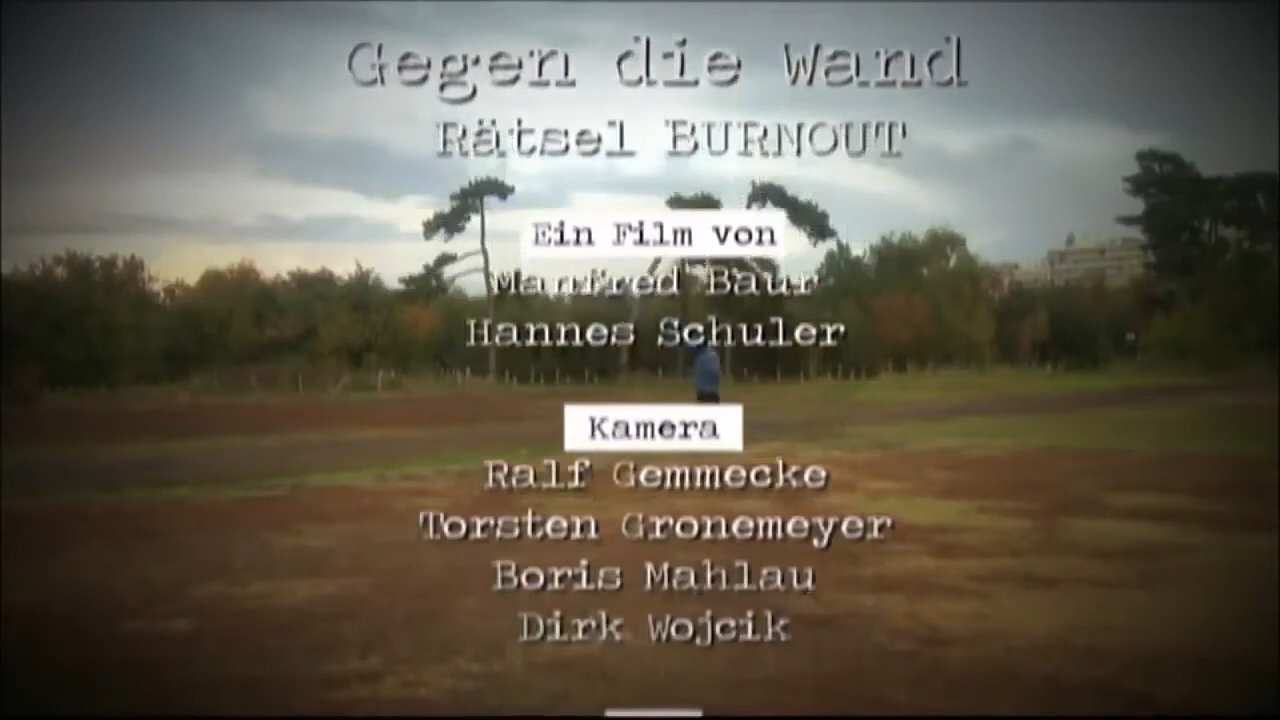 Gegen die Wand
Rätsel BURNOUT
Ein Film von
Manfred Baur
Hannes Schuler
Kamera
Ralf Gemmecke
Torsten Gronemeyer
Boris Mahlau
Dirk Wojcik